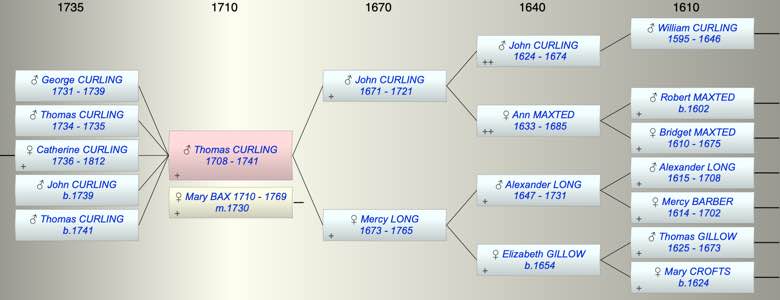 1735 1710 1670 1640 1610
♂ George CURLING
1731 - 1739
♂ Thomas CURLING
1734 - 1735
♀ Catherine CURLING
1736 - 1812
+
♂ John CURLING
b.1739
♂ Thomas CURLING
b.1741
♂ Thomas CURLING
1708 - 1741
+
♀ Mary BAX 1710 - 1769
m.1730
+
♂ John CURLING
1671 - 1721
+
♀ Mercy LONG
1673 - 1765
+
♂ John CURLING
1624 - 1674
++
♀ Ann MAXTED
1633 - 1685
++
♂ Alexander LONG
1647 - 1731
+
♀ Elizabeth GILLOW
b.1654
+
♂ William CURLING
1595 - 1646
♂ Robert MAXTED
b.1602
+
♀ Bridget MAXTED
1610 - 1675
+
♂ Alexander LONG
1615 - 1708
+
♀ Mercy BARBER
1614 - 1702
+
♂ Thomas GILLOW
1625 - 1673
+
♀ Mary CROFTS
b.1624
+